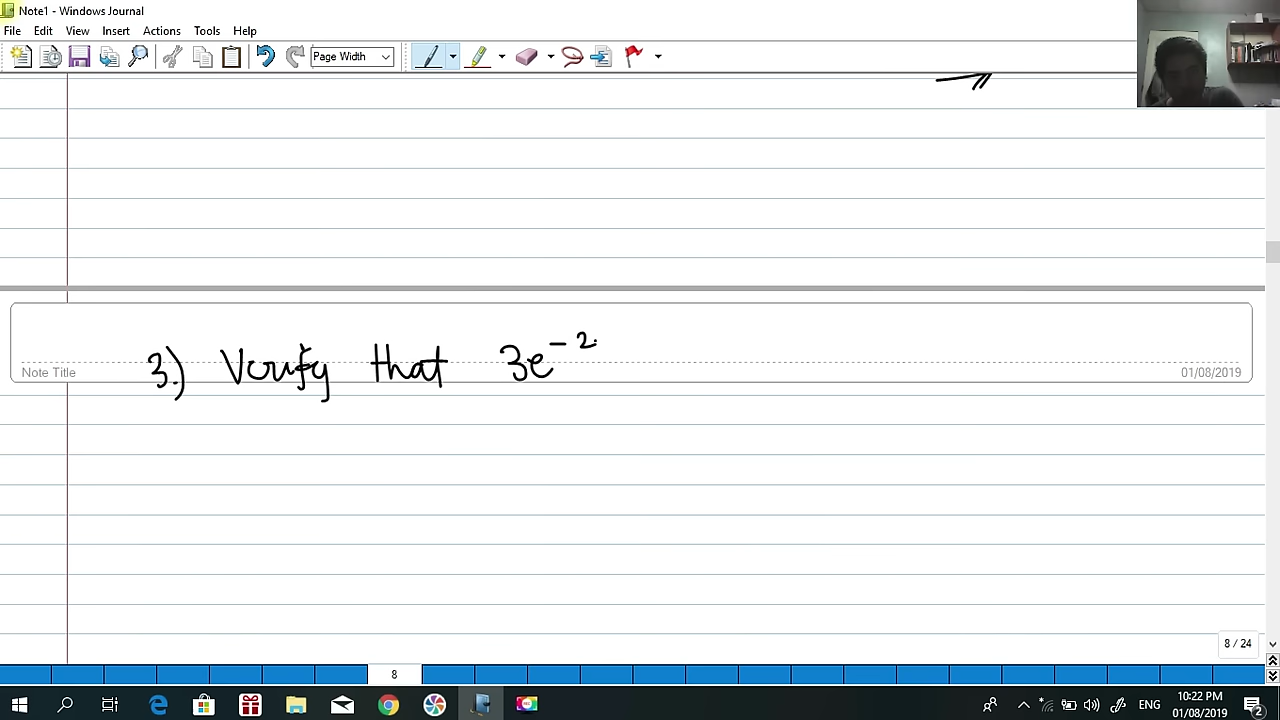 Note1 - Windows Journal
File Edit View Insert Actions Tools Help
Page Width
3.) Verify that 3e^{-2}
Note Title
01/08/2019
8 / 24
8
ENG
10:22 PM
01/08/2019
2